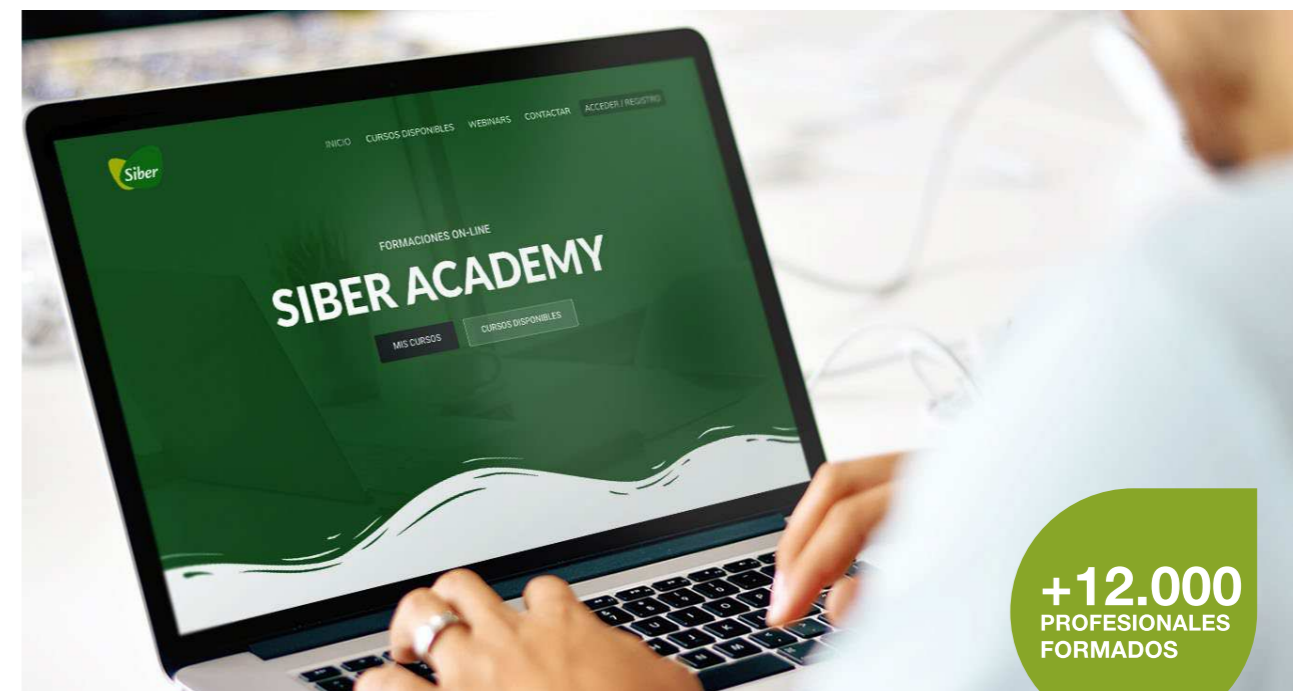 INICIO CURSOS DISPONIBLES WEBINARS CONTACTAR ACCEDER / REGISTRO
Siber
FORMACIONES ON-LINE
SIBER ACADEMY
MIS CURSOS CURSOS DISPONIBLES
+12.000
PROFESIONALES
FORMADOS